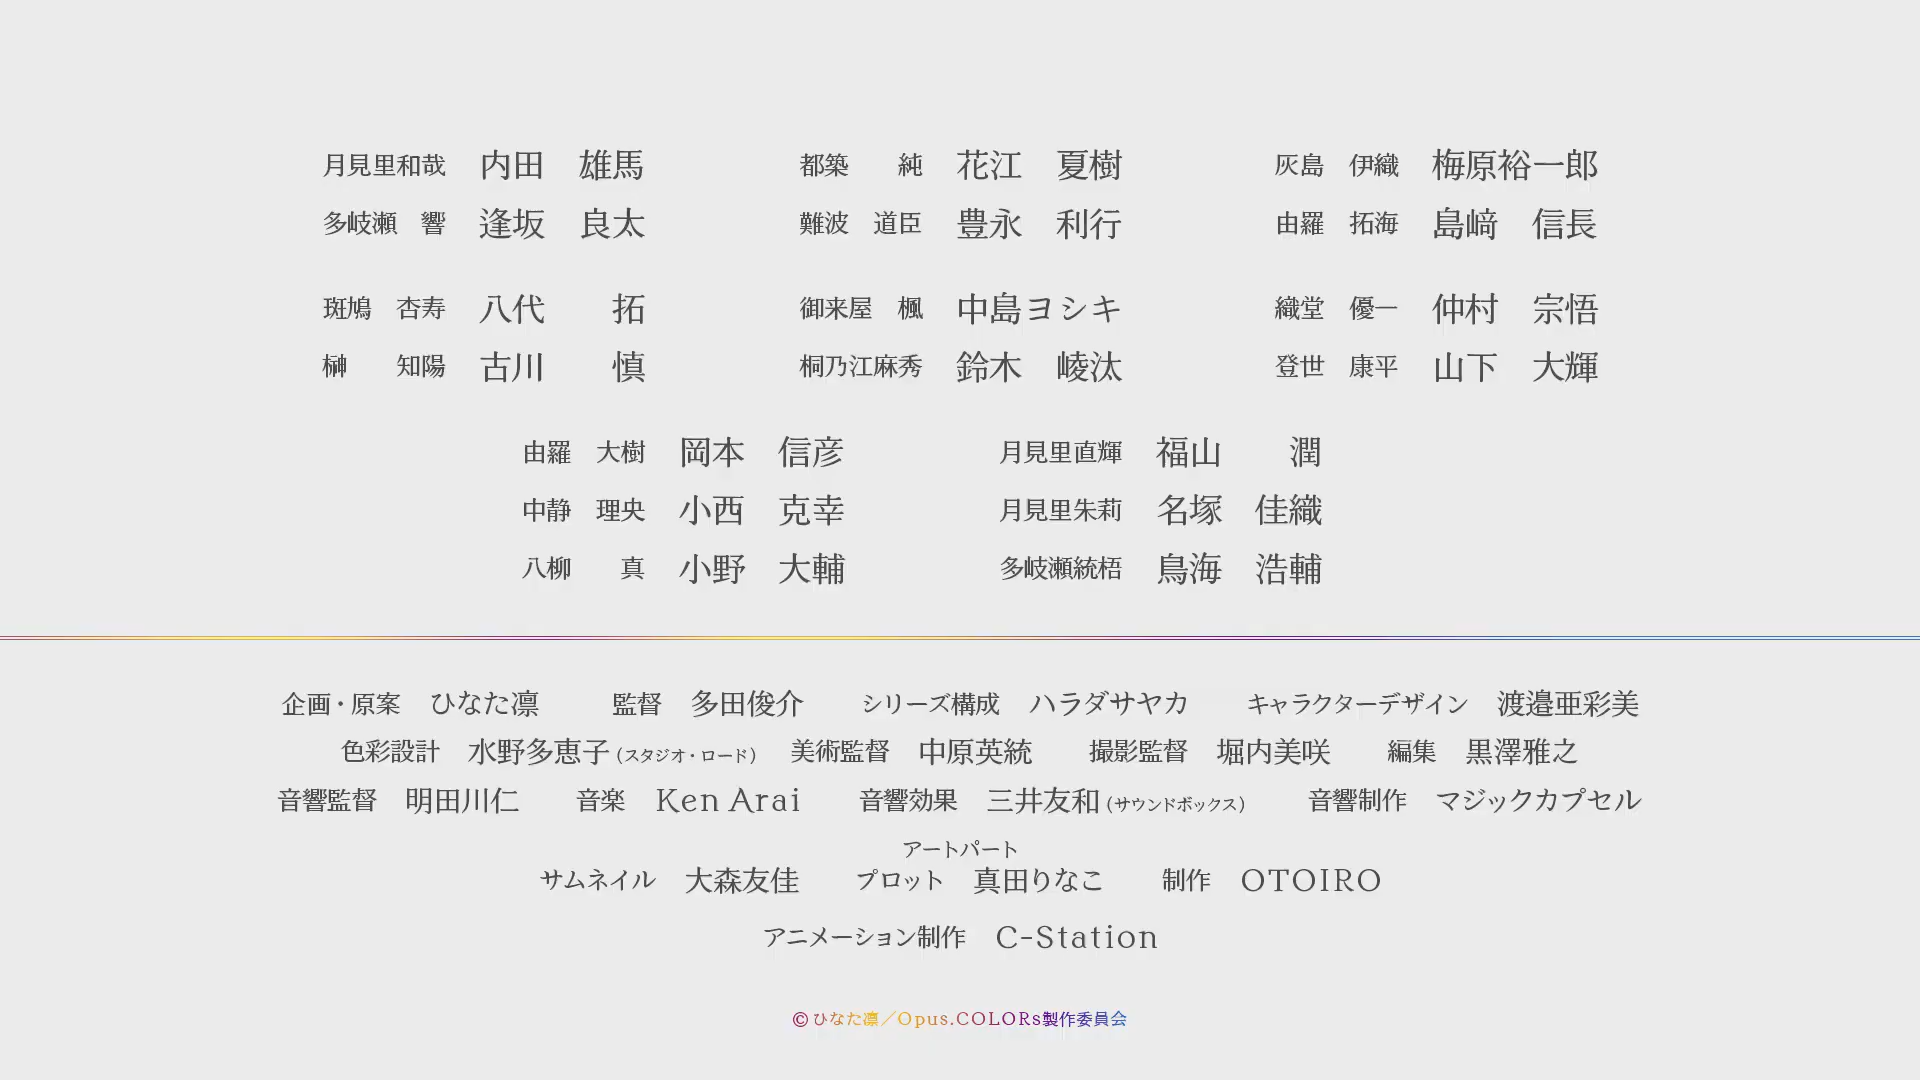 月見里和哉 内田 雄馬 都築 純 花江 夏樹 灰島 伊織 梅原裕一郎
多岐瀬 響 逢坂 良太 難波 道臣 豊永 利行 由羅 拓海 島﨑 信長
斑鳩 杏寿 八代 拓 御来屋 楓 中島ヨシキ 織堂 優一 仲村 宗悟
榊 知陽 古川 慎 桐乃江麻秀 鈴木 崚汰 登世 康平 山下 大輝
由羅 大樹 岡本 信彦 月見里直輝 福山 潤
中静 理央 小西 克幸 月見里朱莉 名塚 佳織
八柳 真 小野 大輔 多岐瀬統梧 鳥海 浩輔
企画・原案 ひなた凛 監督 多田俊介 シリーズ構成 ハラダサヤカ キャラクターデザイン 渡邉亜彩美
色彩設計 水野多恵子（スタジオ・ロード） 美術監督 中原英統 撮影監督 堀内美咲 編集 黒澤雅之
音響監督 明田川仁 音楽 Ken Arai 音響効果 三井友和（サウンドボックス） 音響制作 マジックカプセル
アートパート
サムネイル 大森友佳 プロット 真田りなこ 制作 OTOIRO
アニメーション制作 C-Station
©ひなた凛／Opus.COLORs製作委員会